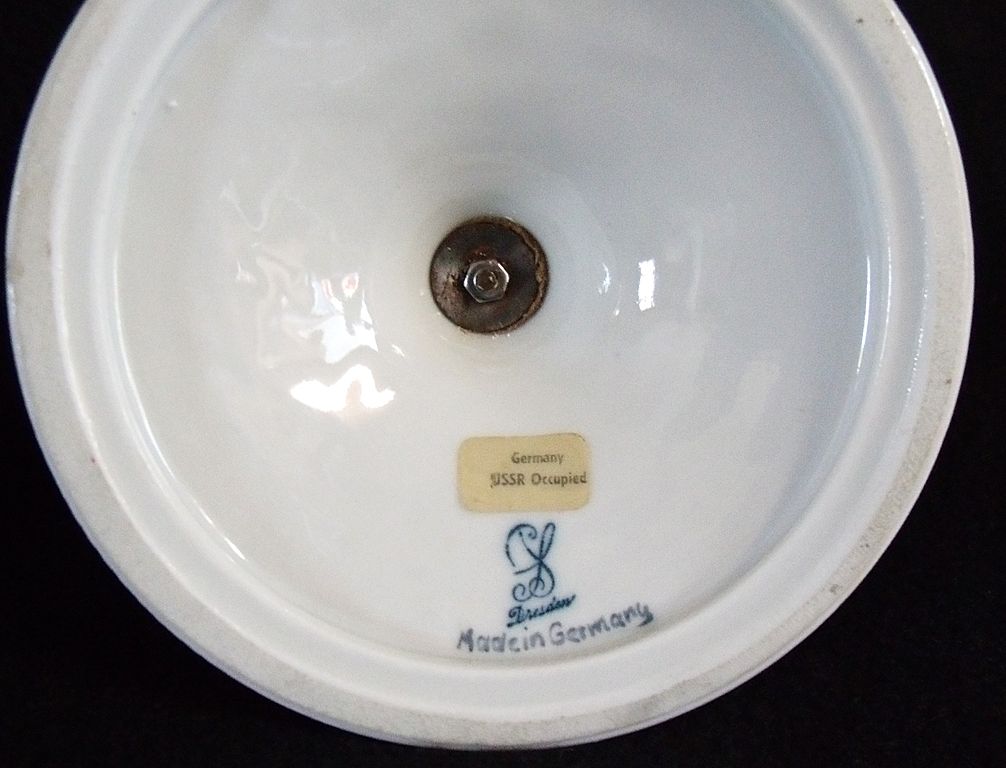 Germany
USSR Occupied
Dresden
Made in Germany